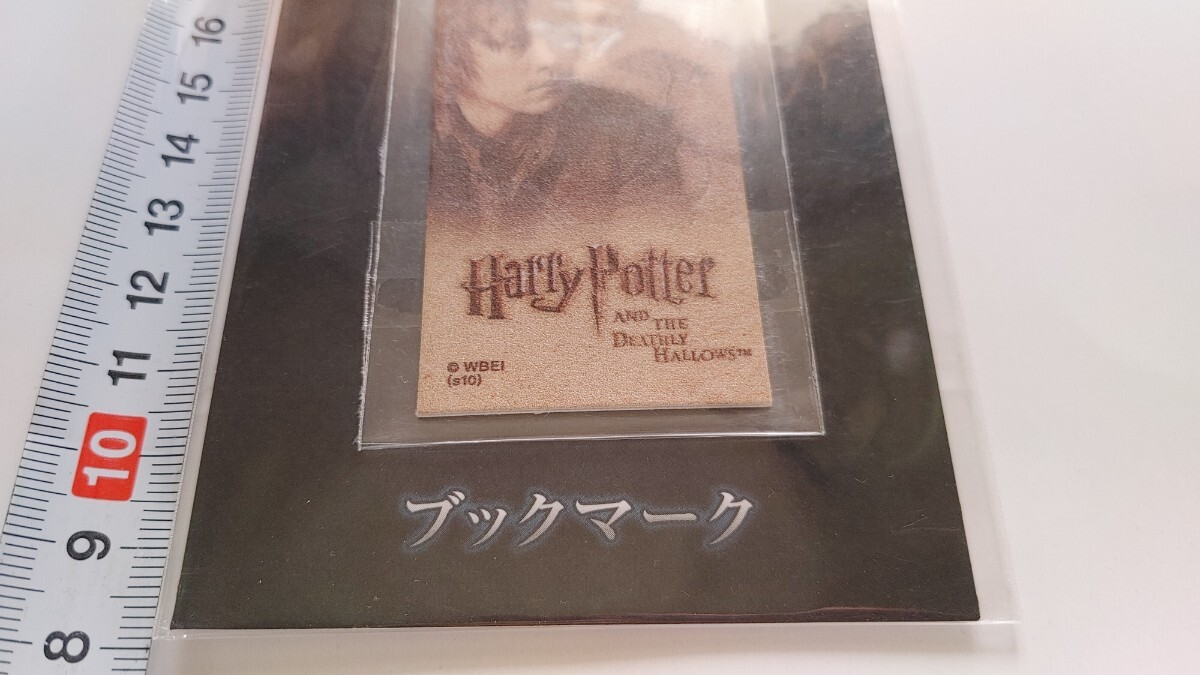 16
15
14
13
12
11
10
9
8
Harry Potter
AND THE
DEATHLY
HALLOWS™
© WBEI
(s10)
ブックマーク